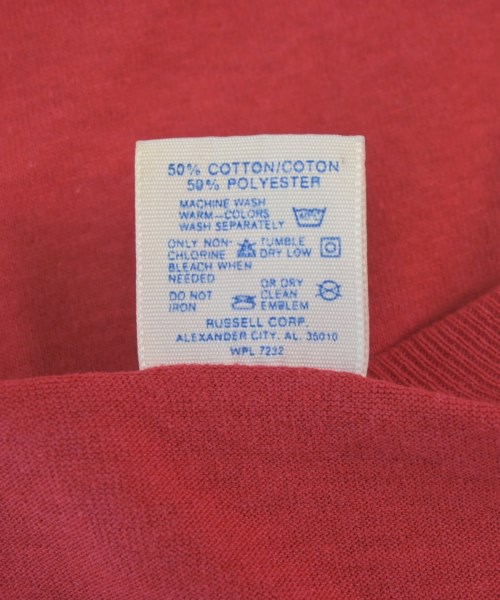 50% COTTON/COTON
50% POLYESTER
MACHINE WASH
WARM-COLORS
WASH SEPARATELY
40°C
ONLY NON-
CHLORINE
BLEACH WHEN
NEEDED
TUMBLE
DRY LOW
DO NOT
IRON
OR DRY
CLEAN
EMBLEM
RUSSELL CORP.
ALEXANDER CITY, AL. 35010
WPL 7232